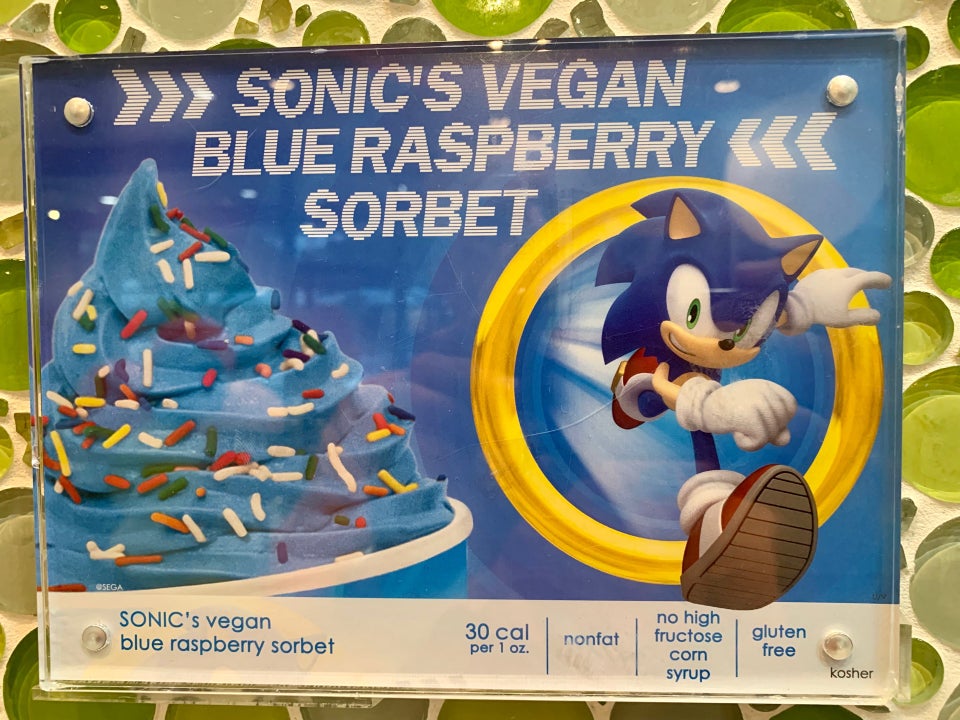 SONIC'S VEGAN
BLUE RASPBERRY
SORBET
@SEGA
SONIC's vegan
blue raspberry sorbet
30 cal
per 1 oz.
nonfat
no high
fructose
corn
syrup
gluten
free
kosher